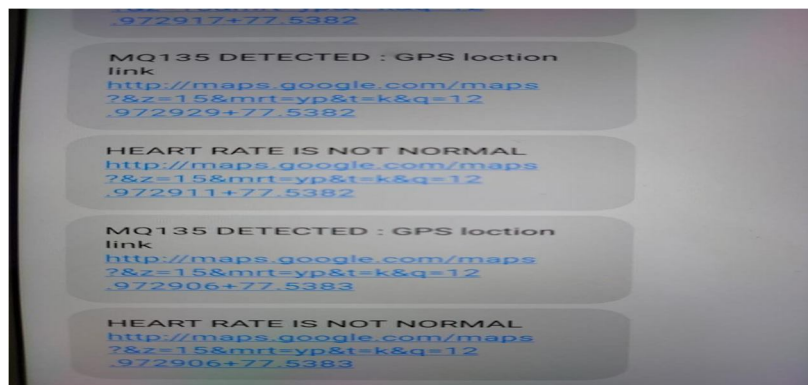 .972917+77.5382
MQ135 DETECTED : GPS loction
link
http://maps.google.com/maps
?&z=15&mrt=yp&t=k&q=12
.972929+77.5382
HEART RATE IS NOT NORMAL
http://maps.google.com/maps
?&z=15&mrt=yp&t=k&q=12
.972911+77.5382
MQ135 DETECTED : GPS loction
link
http://maps.google.com/maps
?&z=15&mrt=yp&t=k&q=12
.972906+77.5383
HEART RATE IS NOT NORMAL
http://maps.google.com/maps
?&z=15&mrt=yp&t=k&q=12
.972906+77.5383